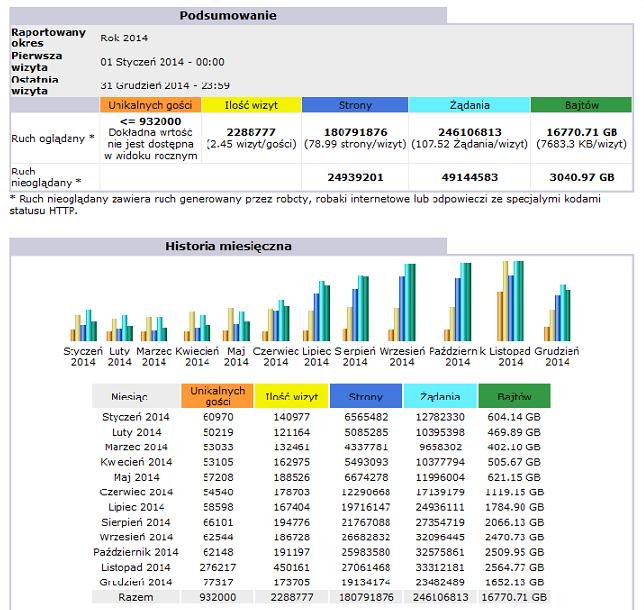 Podsumowanie
Raportowany
okres
Rok 2014
Pierwsza
wizyta
01 Styczeń 2014 - 00:00
Ostatnia
wizyta
31 Grudzień 2014 - 23:59
Unikalnych gości Ilość wizyt Strony Żądania Bajtów
Ruch oglądany *
<= 932000
Dokładna wrtość
nie jest dostępna
w widoku rocznym
2288777
(2.45 wizyt/gości)
180791876
(78.99 strony/wizyt)
246106813
(107.52 Żądania/wizyt)
16770.71 GB
(7683.3 KB/wizyt)
Ruch
nieoglądany *
24939201 49144583 3040.97 GB
* Ruch nieoglądany zawiera ruch generowany przez robcty, robaki internetowe lub odpowieczi ze specjalymi kodami
statusu HTTP.
Historia miesięczna
Styczeń Luty Marzec Kwiecień Maj Czerwiec Lipiec Sierpień Wrzesień Październik Listopad Grudzień
2014 2014 2014 2014 2014 2014 2014 2014 2014 2014 2014 2014
Miesiąc Unikalnych
gości Ilość wizyt Strony Żądania Bajtów
Styczeń 2014 60970 140977 6565482 12782330 604.14 GB
Luty 2014 50219 121164 5085285 10395398 469.89 GB
Marzec 2014 53033 132461 4337781 9658302 402.10 GB
Kwiecień 2014 53105 162975 5493093 10377794 505.67 GB
Maj 2014 57208 188526 6674278 11996004 621.15 GB
Czerwiec 2014 54540 178703 12290668 17139179 1119.15 GB
Lipiec 2014 58598 167404 19716147 24936111 1784.90 GB
Sierpień 2014 66101 194776 21767088 27354719 2066.13 GB
Wrzesień 2014 62544 186728 26682832 32096445 2470.73 GB
Październik 2014 62148 191197 25983580 32575861 2509.95 GB
Listopad 2014 276217 450161 27061468 33312181 2564.77 GB
Grudzień 2014 77317 173705 19134174 23482489 1652.13 GB
Razem 932000 2288777 180791876 246106813 16770.71 GB